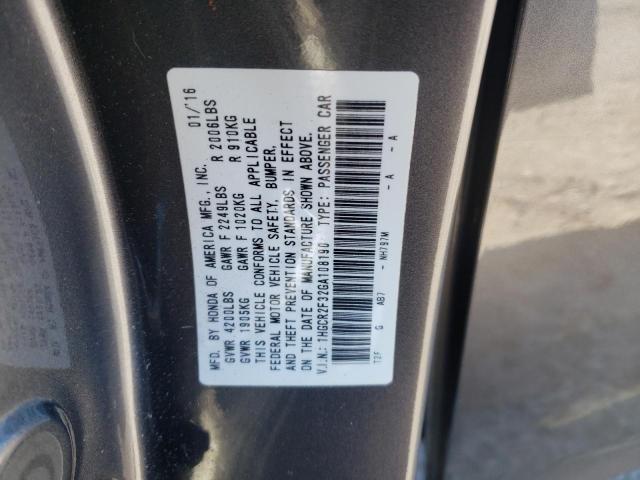 MFD. BY HONDA OF AMERICA MFG., INC. 01/'16
GVWR 4200LBS GAWR F 2249LBS R 2006LBS
GVWR 1905KG GAWR F 1020KG R 910KG
THIS VEHICLE CONFORMS TO ALL APPLICABLE
FEDERAL MOTOR VEHICLE SAFETY, BUMPER,
AND THEFT PREVENTION STANDARDS IN EFFECT
ON THE DATE OF MANUFACTURE SHOWN ABOVE.
V.I.N.: 1HGCR2F32GA108190 TYPE: PASSENGER CAR
T2F G AB7 - NH797M - A - A